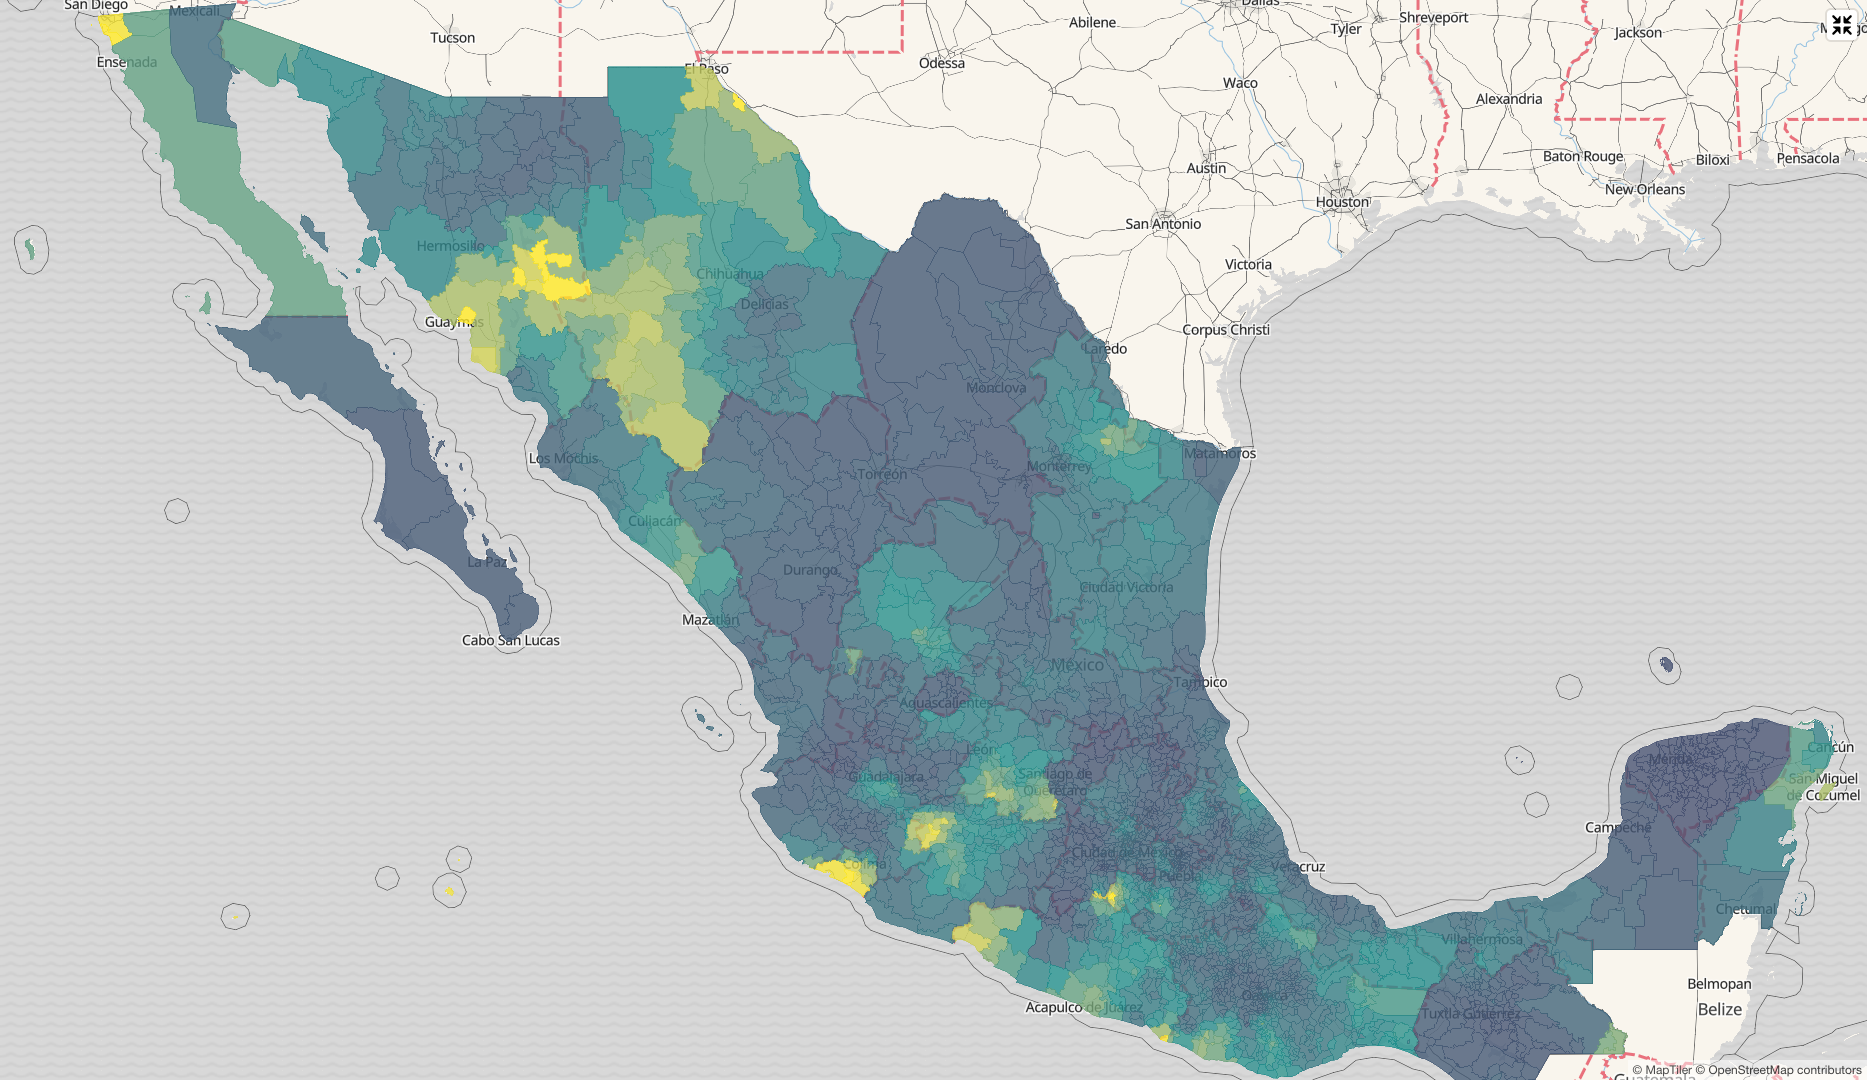 San Diego
Mexicali
Ensenada
Tucson
El Paso
Odessa
Abilene
Dallas
Tyler
Shreveport
Jackson
Waco
Alexandria
Austin
Baton Rouge
Biloxi
Pensacola
New Orleans
Houston
San Antonio
Victoria
Corpus Christi
Laredo
Hermosillo
Chihuahua
Delicias
Guaymas
Monclova
Los Mochis
Torreón
Monterrey
Matamoros
Culiacán
Durango
Ciudad Victoria
La Paz
Mazatlán
Cabo San Lucas
México
Tampico
Aguascalientes
León
Guadalajara
Santiago de
Querétaro
Cancún
Mérida
San Miguel
de Cozumel
Campeche
Colima
Ciudad de México
Puebla
Veracruz
Chetumal
Villahermosa
Acapulco de Juárez
Oaxaca
Tuxtla Gutiérrez
Belmopan
Belize
Guatemala
© MapTiler © OpenStreetMap contributors